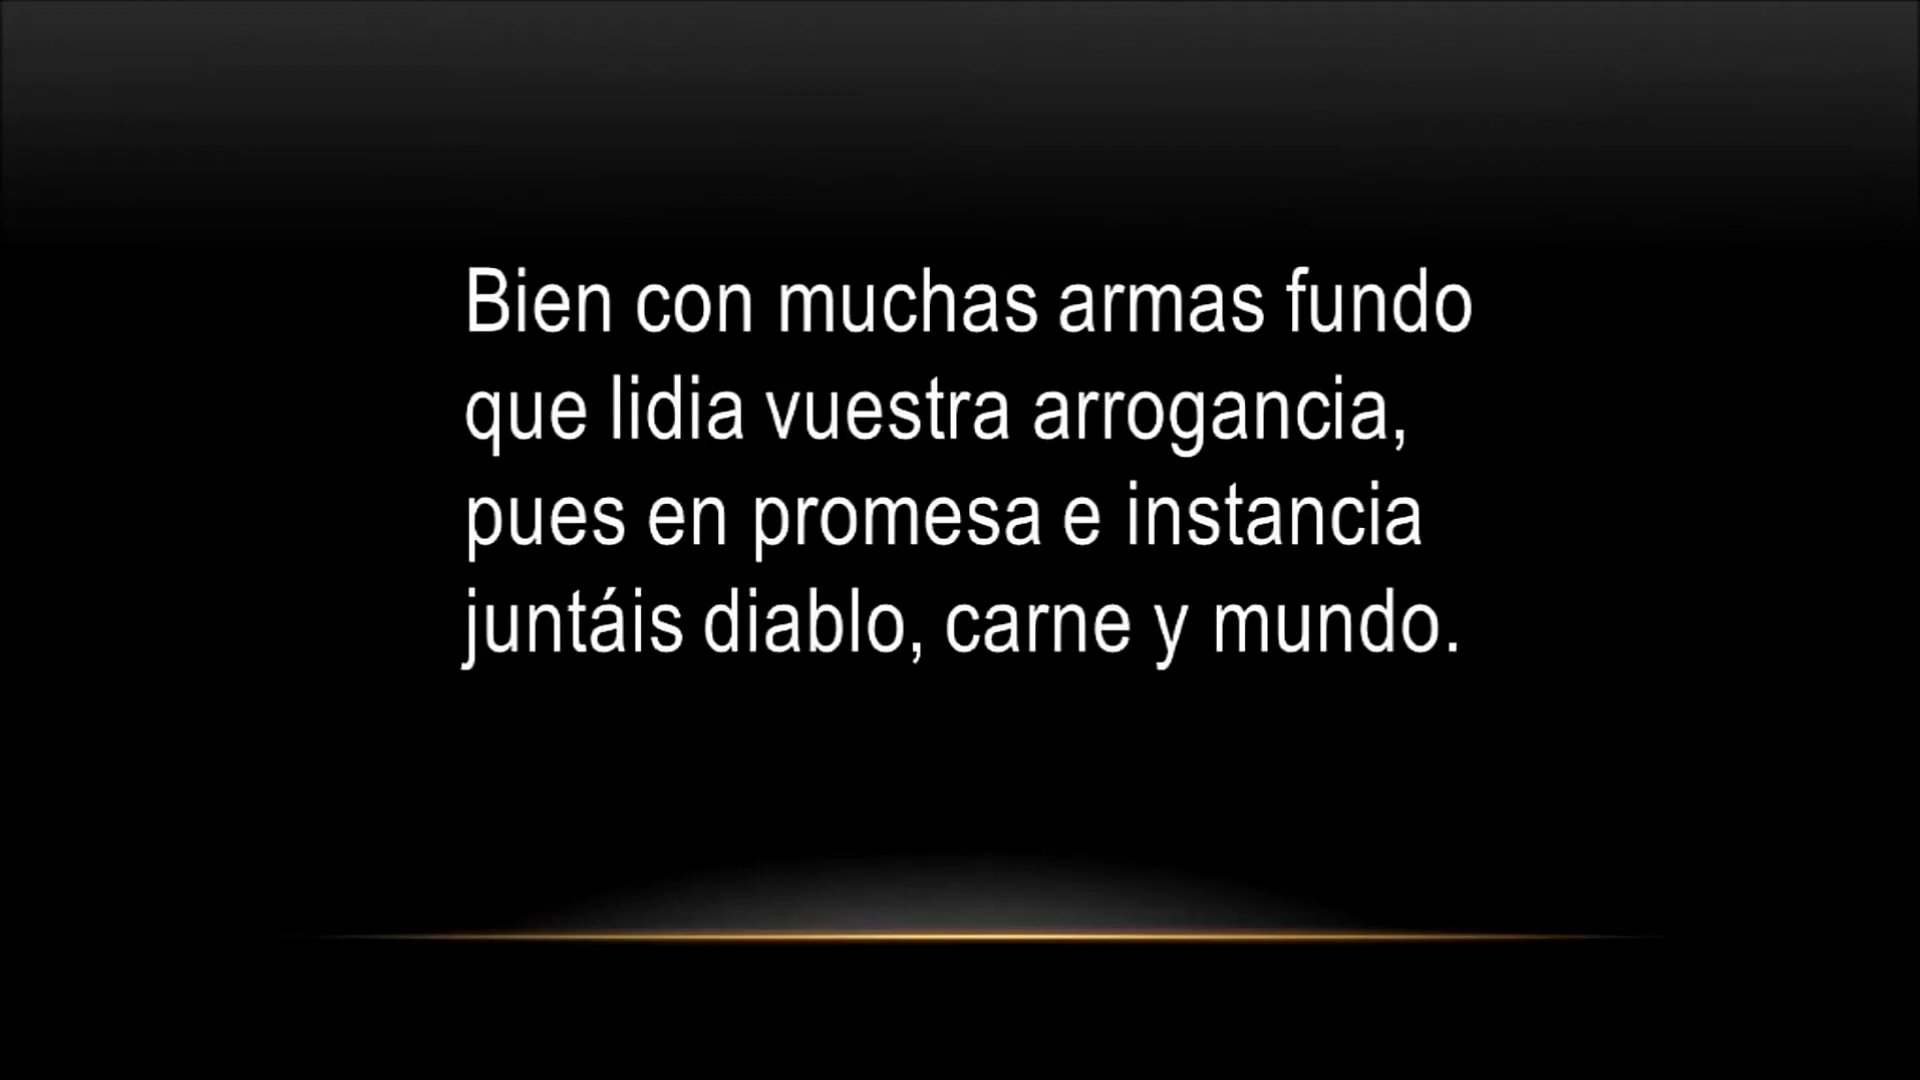 Bien con muchas armas fundo
que lidia vuestra arrogancia,
pues en promesa e instancia
juntáis diablo, carne y mundo.